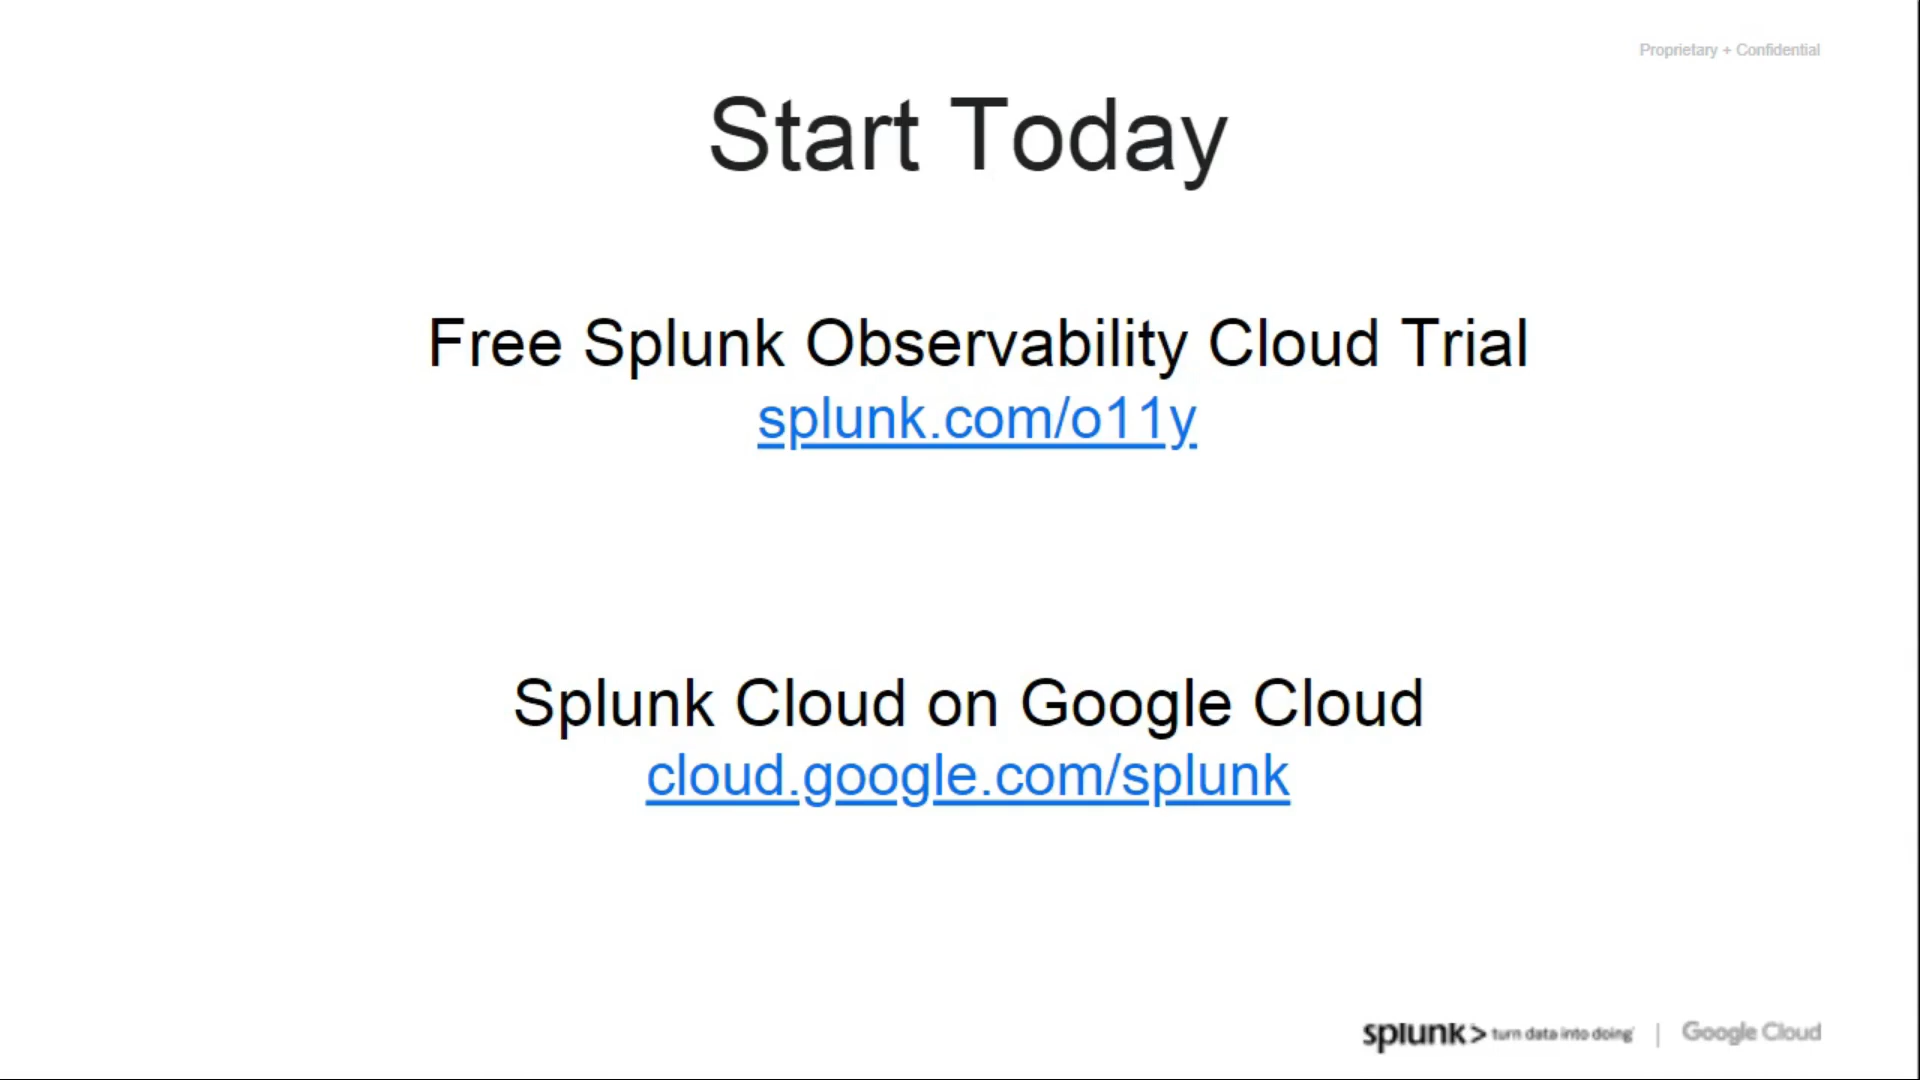 Proprietary + Confidential
Start Today
Free Splunk Observability Cloud Trial
splunk.com/o11y
Splunk Cloud on Google Cloud
cloud.google.com/splunk
splunk> turn data into doing | Google Cloud